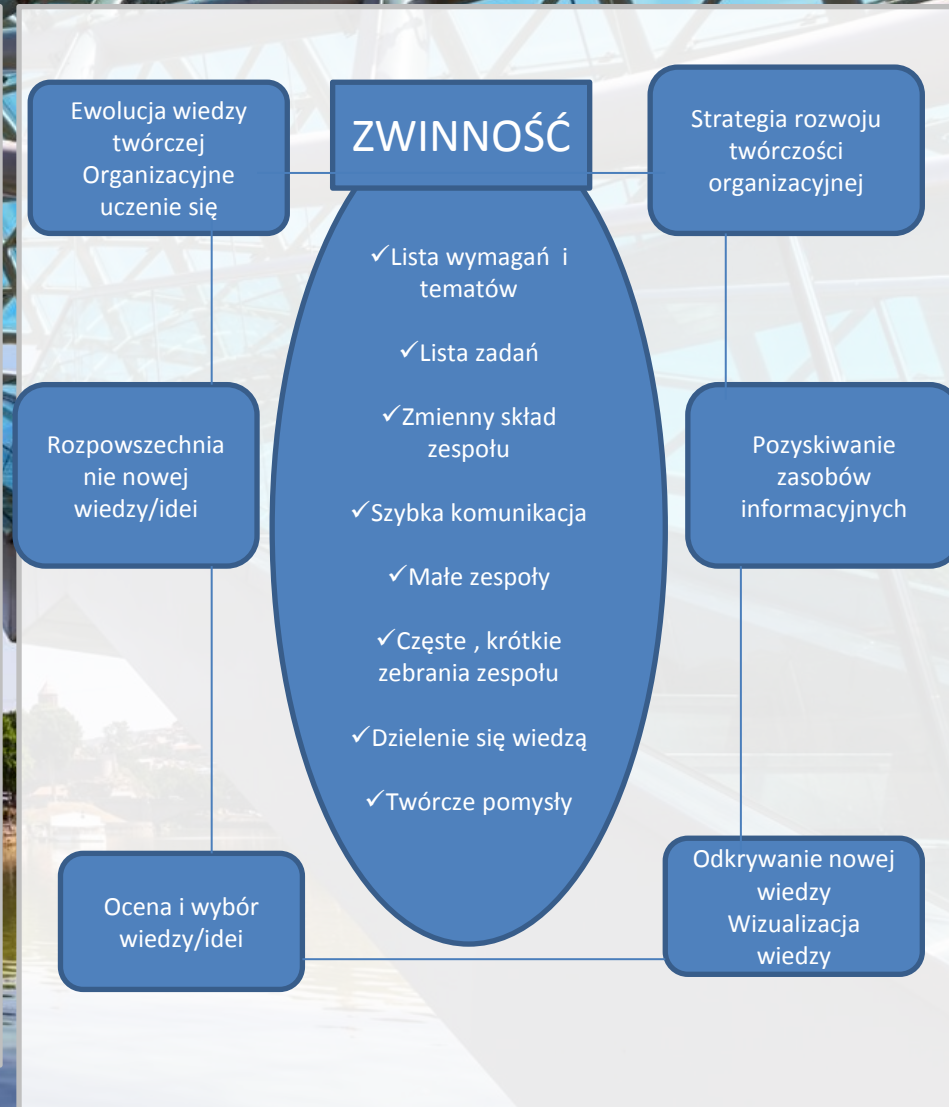 Ewolucja wiedzy
twórczej
Organizacyjne
uczenie się
ZWINNOŚĆ
Strategia rozwoju
twórczości
organizacyjnej
✓Lista wymagań  i
tematów
✓Lista zadań
✓Zmienny skład
zespołu
✓Szybka komunikacja
✓Małe zespoły
✓Częste , krótkie
zebrania zespołu
✓Dzielenie się wiedzą
✓Twórcze pomysły
Rozpowszechnia
nie nowej
wiedzy/idei
Pozyskiwanie
zasobów
informacyjnych
Ocena i wybór
wiedzy/idei
Odkrywanie nowej
wiedzy
Wizualizacja
wiedzy